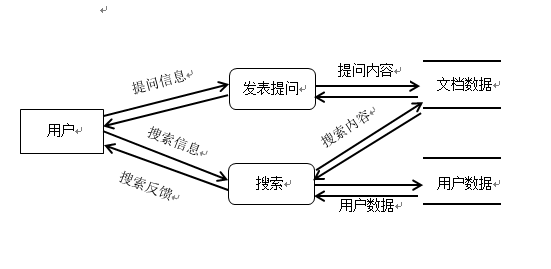 提问信息
提问内容
发表提问
文档数据
用户
搜索信息
搜索内容
搜索反馈
搜索
用户数据
用户数据